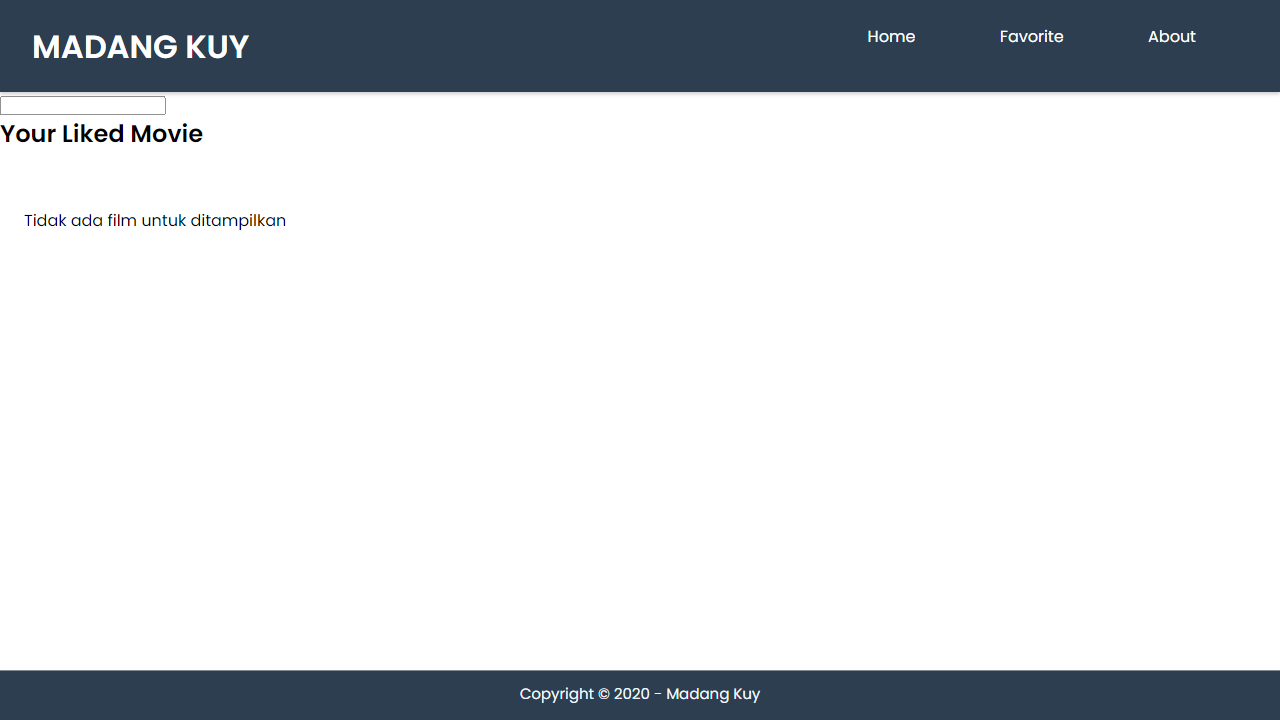 MADANG KUY
Home
Favorite
About
Your Liked Movie
Tidak ada film untuk ditampilkan
Copyright © 2020 - Madang Kuy